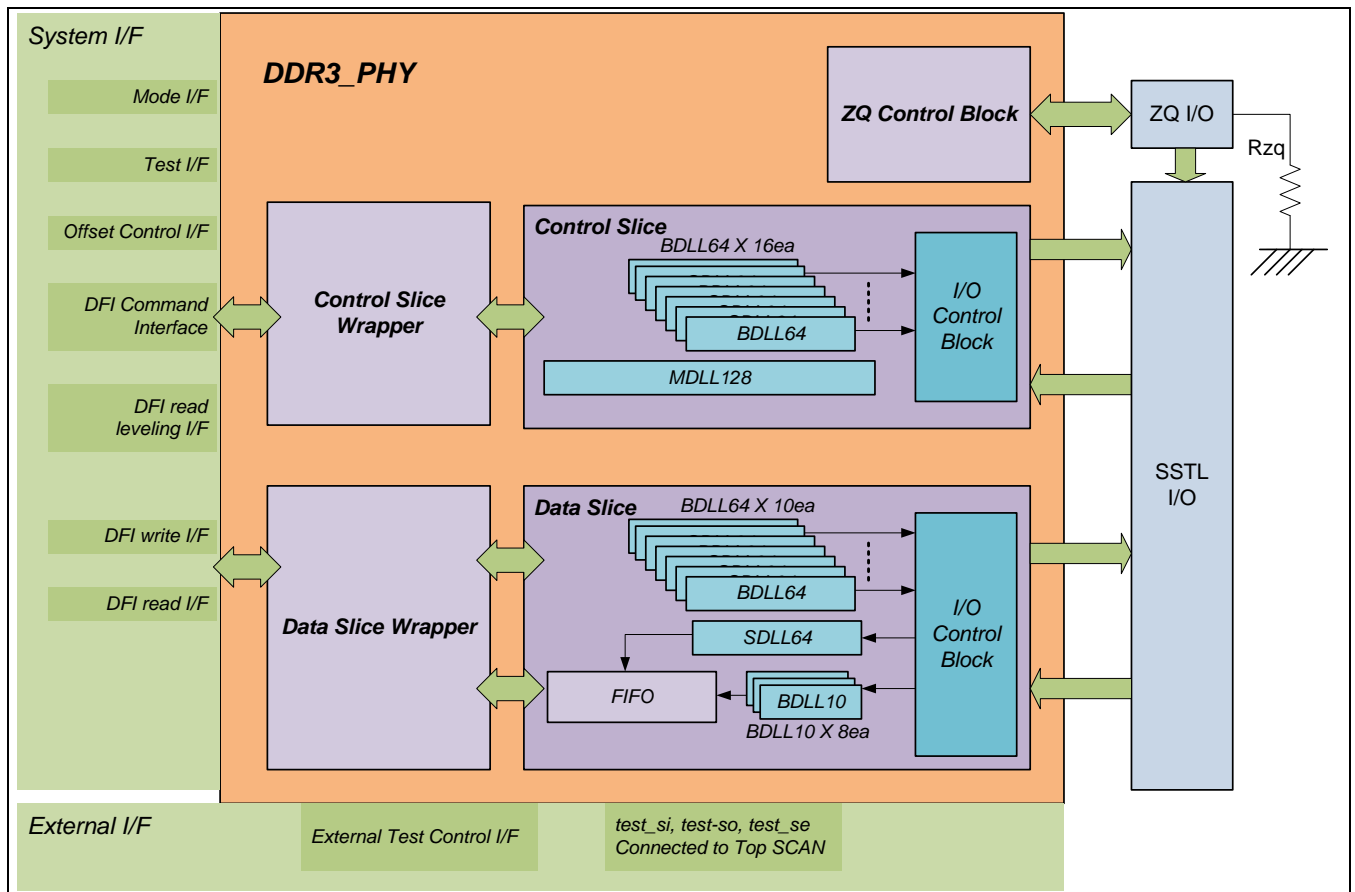 System I/F
Mode I/F
Test I/F
Offset Control I/F
DFI Command
Interface
DFI read
leveling I/F
DFI write I/F
DFI read I/F
DDR3_PHY
ZQ Control Block
ZQ I/O
Rzq
Control Slice
Wrapper
Control Slice
BDLL64 X 16ea
BDLL64
MDLL128
I/O
Control
Block
SSTL
I/O
Data Slice Wrapper
Data Slice
BDLL64 X 10ea
BDLL64
SDLL64
FIFO
BDLL10
BDLL10 X 8ea
I/O
Control
Block
External I/F
External Test Control I/F
test_si, test-so, test_se
Connected to Top SCAN